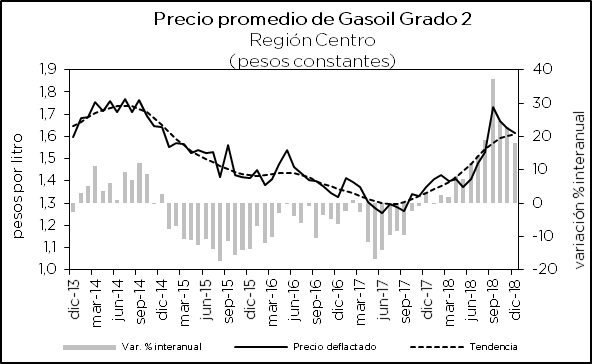 Precio promedio de Gasoil Grado 2
Región Centro
(pesos constantes)
pesos por litro
1,9
1,8
1,7
1,6
1,5
1,4
1,3
1,2
1,1
1,0
40
30
20
10
0
-10
-20
variación % interanual
dic-13
mar-14
jun-14
sep-14
dic-14
mar-15
jun-15
sep-15
dic-15
mar-16
jun-16
sep-16
dic-16
mar-17
jun-17
sep-17
dic-17
mar-18
jun-18
sep-18
dic-18
Var. % interanual
Precio deflactado
Tendencia